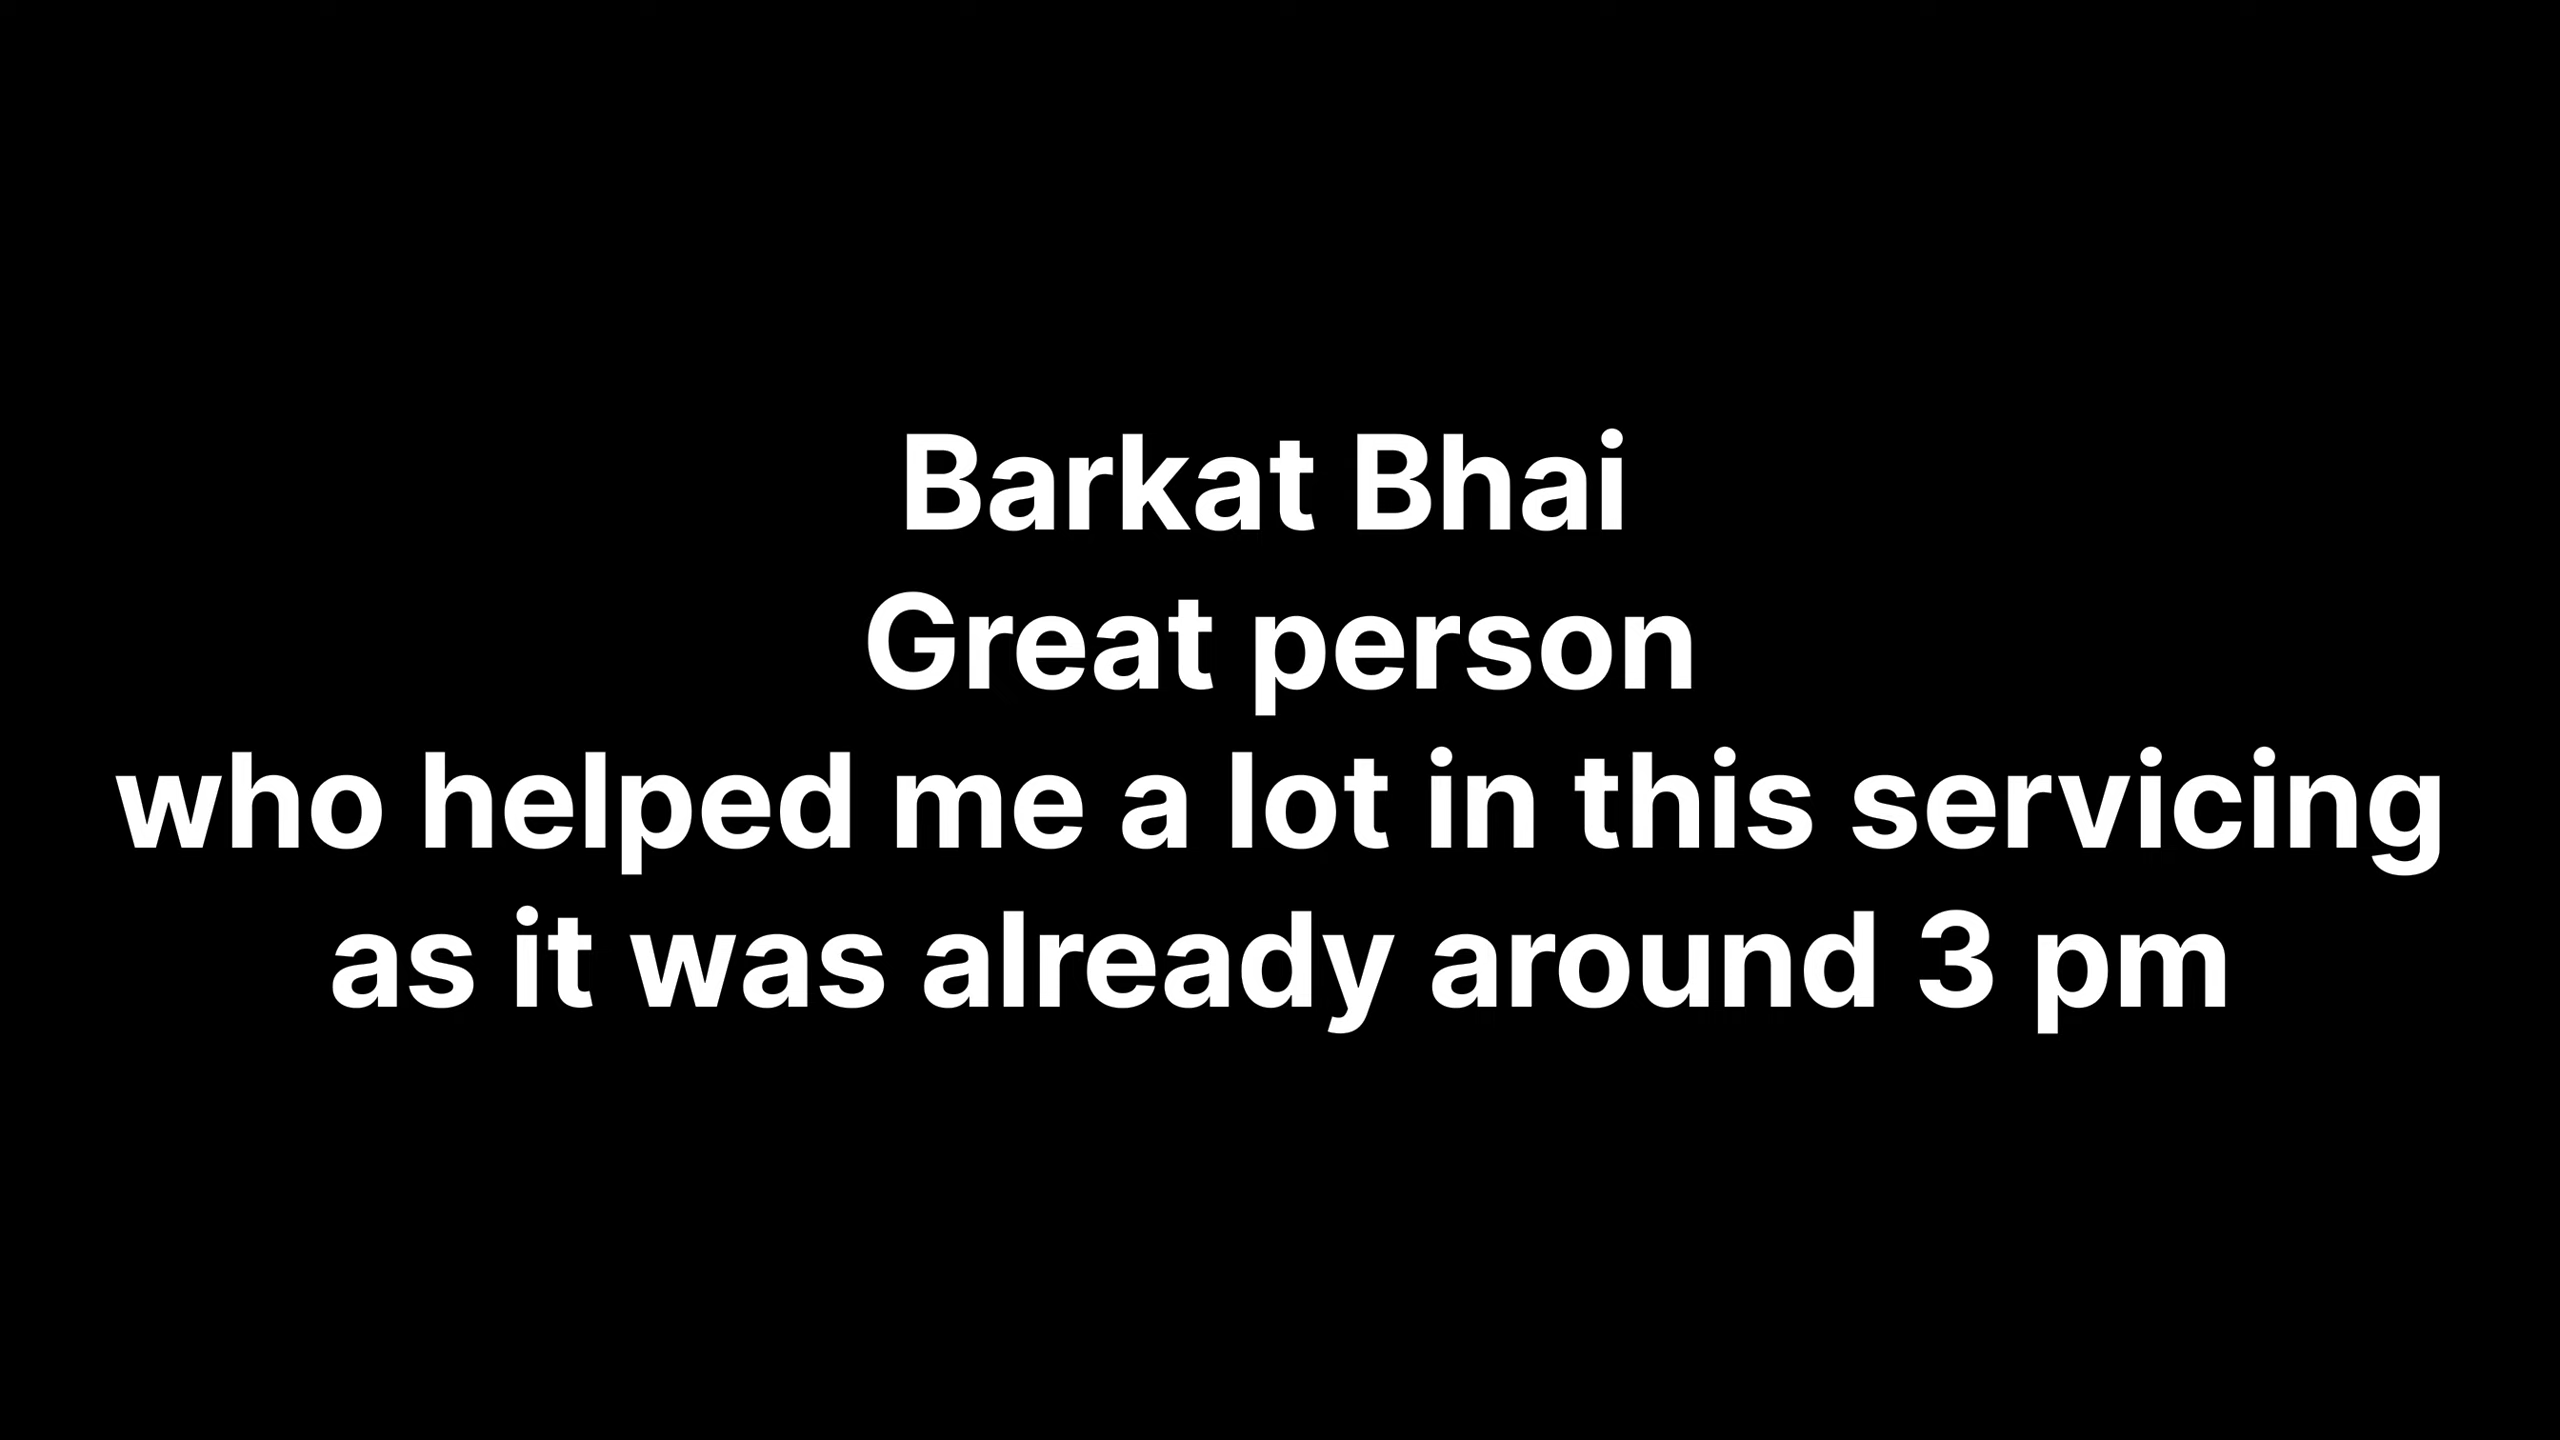 Barkat Bhai
Great person
who helped me a lot in this servicing
as it was already around 3 pm